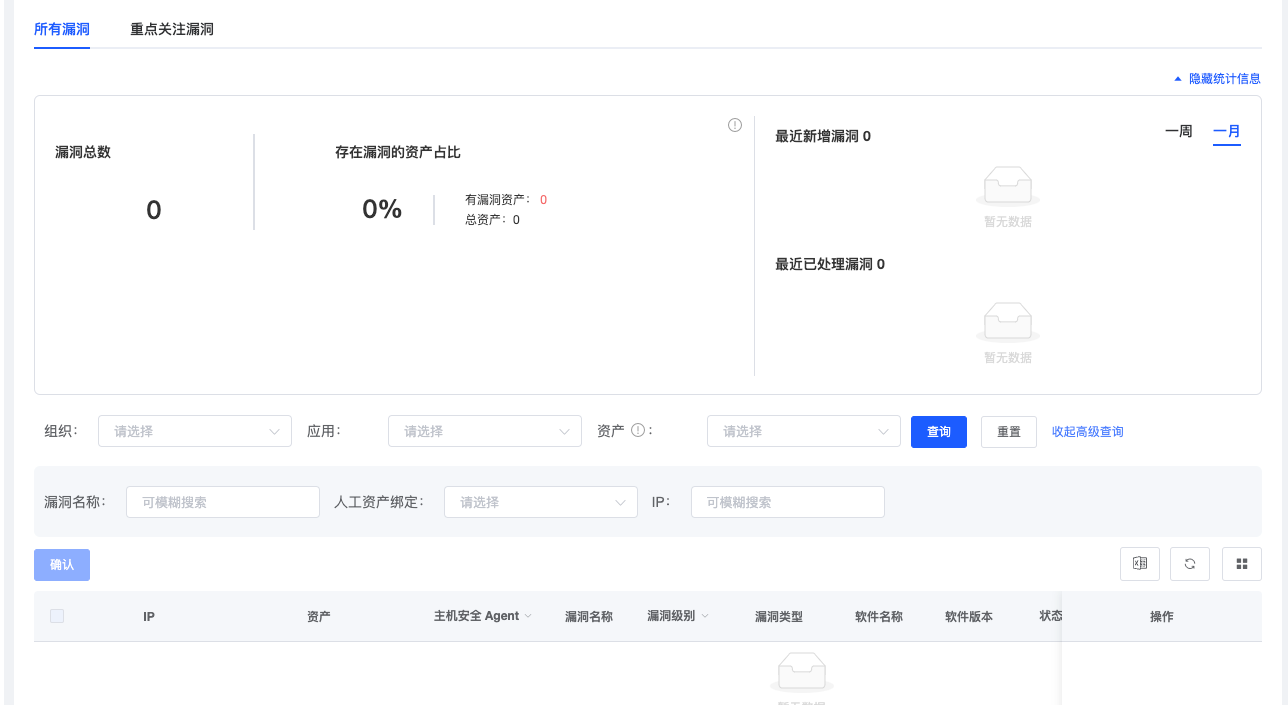 所有漏洞 重点关注漏洞
隐藏统计信息
漏洞总数
0
存在漏洞的资产占比
0%
有漏洞资产： 0
总资产：0
最近新增漏洞 0
一周 一月
暂无数据
最近已处理漏洞 0
暂无数据
组织： 请选择 应用： 请选择 资产 ： 请选择 查询 重置 收起高级查询
漏洞名称： 可模糊搜索 人工资产绑定： 请选择 IP： 可模糊搜索
确认
IP 资产 主机安全 Agent 漏洞名称 漏洞级别 漏洞类型 软件名称 软件版本 状态 操作
暂无数据